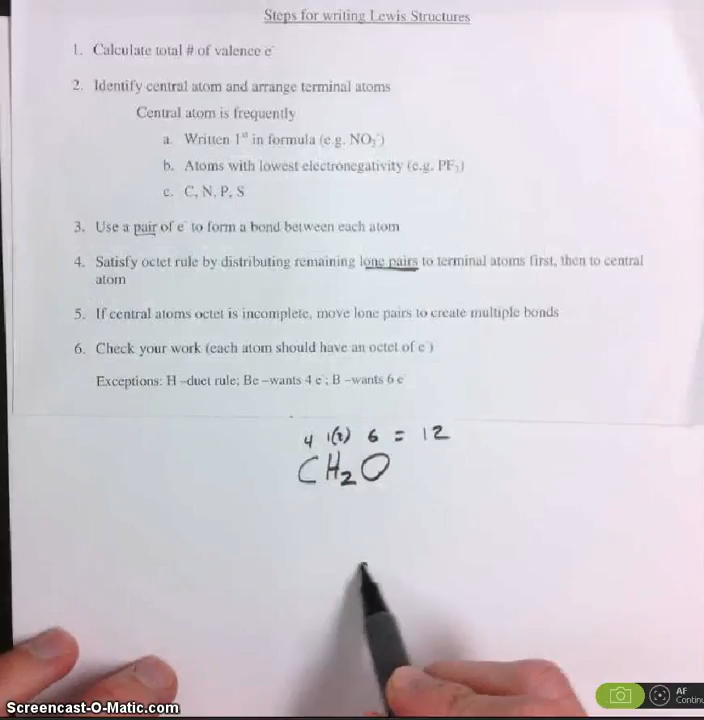 Steps for writing Lewis Structures
1. Calculate total # of valence e⁻
2. Identify central atom and arrange terminal atoms
Central atom is frequently
a. Written 1st in formula (e.g. NO₂⁻)
b. Atoms with lowest electronegativity (e.g. PF₃)
c. C, N, P, S
3. Use a pair of e⁻ to form a bond between each atom
4. Satisfy octet rule by distributing remaining lone pairs to terminal atoms first, then to central
atom
5. If central atoms octet is incomplete, move lone pairs to create multiple bonds
6. Check your work (each atom should have an octet of e⁻)
Exceptions: H –duet rule; Be –wants 4 e⁻; B –wants 6 e⁻
4 1(2) 6 = 12
CH₂O
Screencast-O-Matic.com
AF
Continu